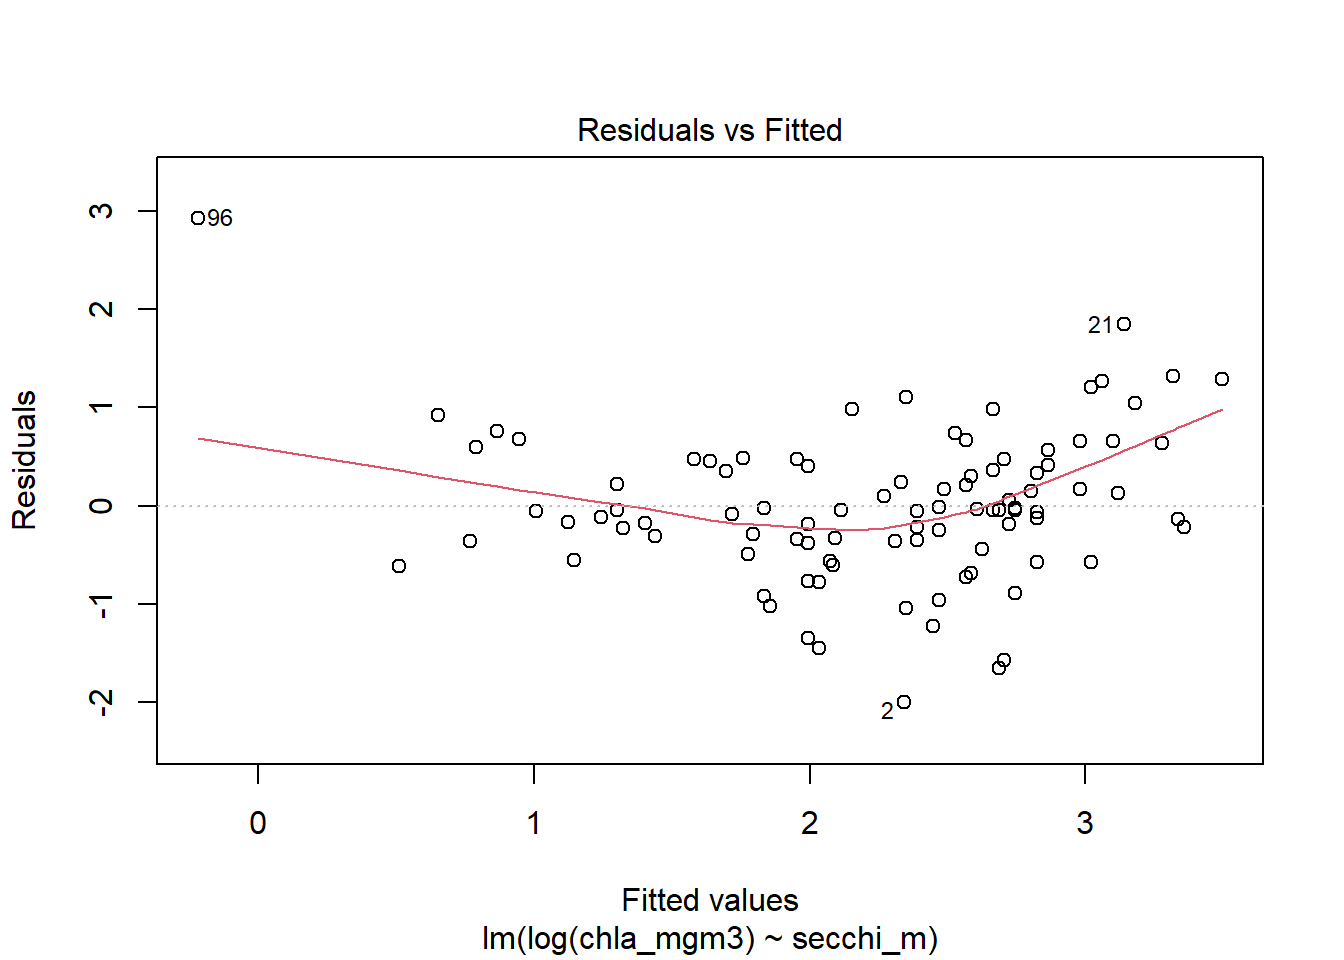 Residuals vs Fitted
Residuals
3
2
1
0
-1
-2
96
21
2
0 1 2 3
Fitted values
lm(log(chla_mgm3) ~ secchi_m)